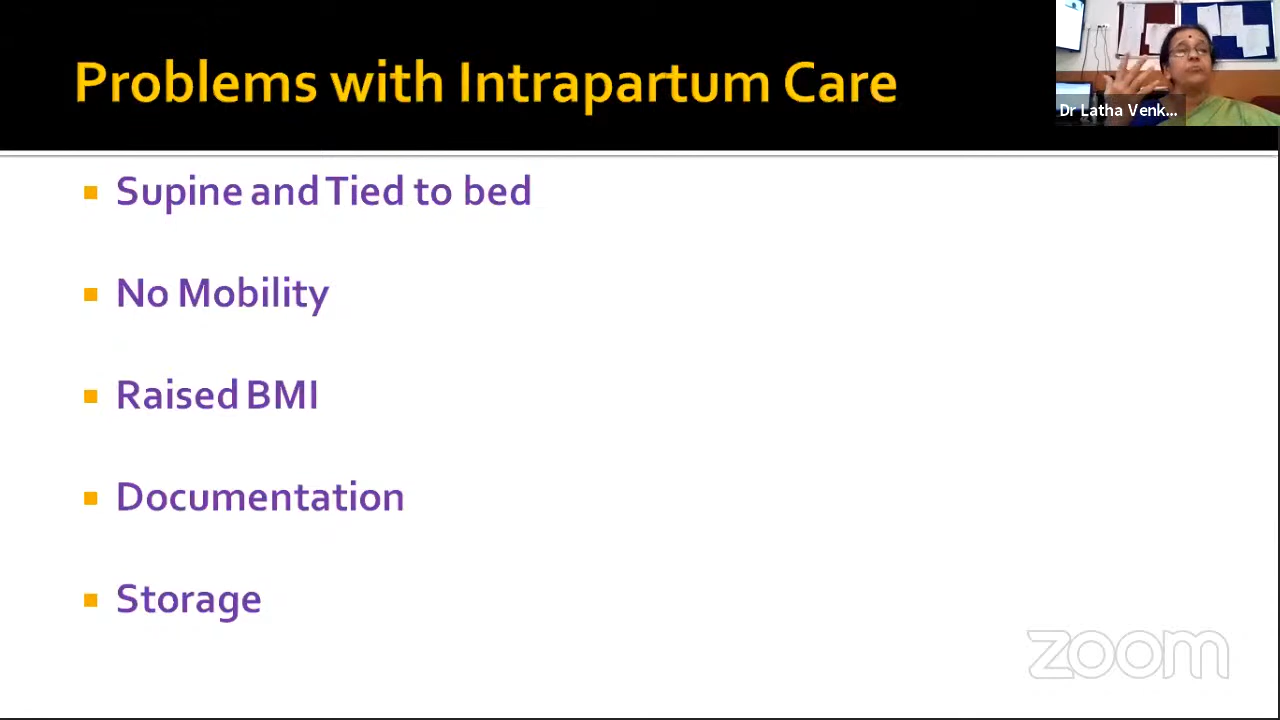 Problems with Intrapartum Care
Dr Latha Venk...
Supine and Tied to bed
No Mobility
Raised BMI
Documentation
Storage
zoom